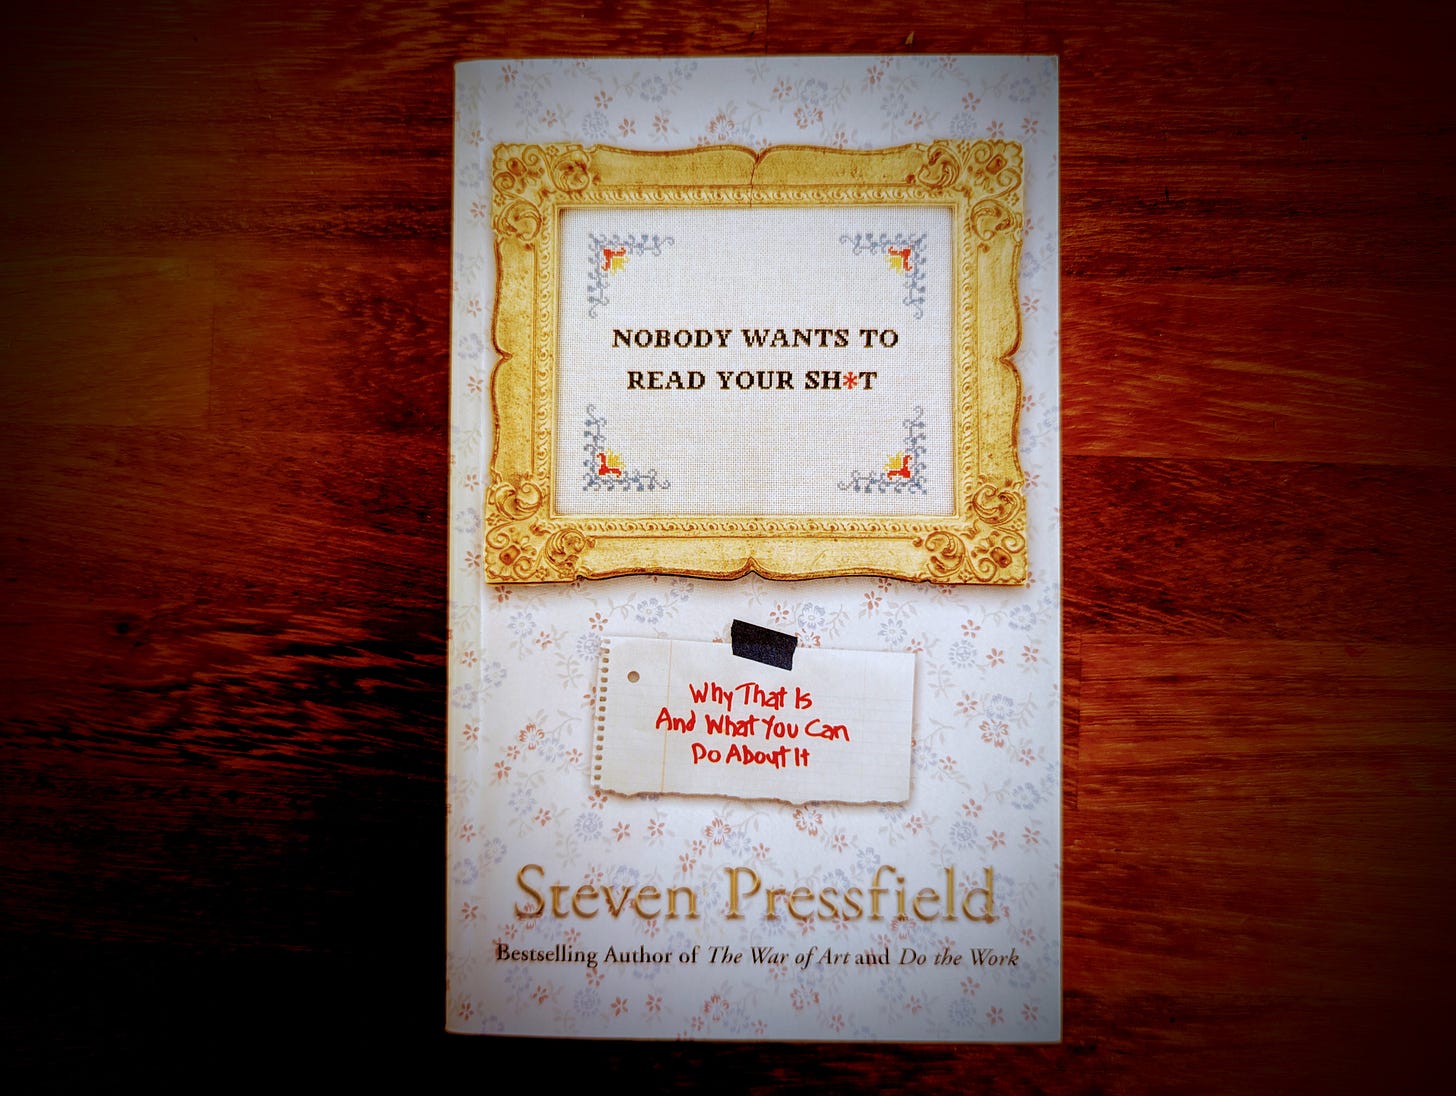 NOBODY WANTS TO
READ YOUR SH*T
Why That Is
And What You Can
Do About It
Steven Pressfield
Bestselling Author of The War of Art and Do the Work